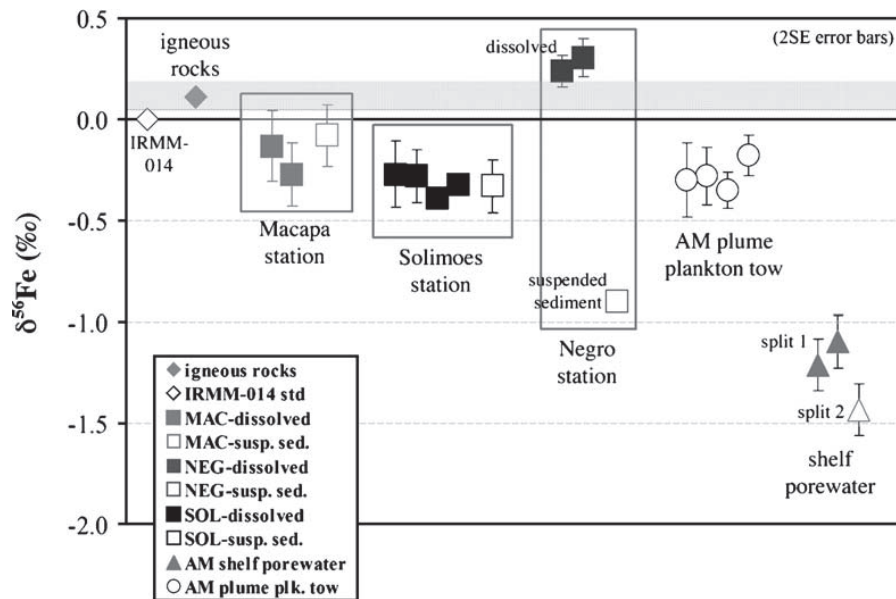 0.5
0.0
-0.5
-1.0
-1.5
-2.0
δ⁵⁶Fe (‰)
(2SE error bars)
igneous
rocks
IRMM-
014
Macapa
station
Solimoes
station
dissolved
suspended
sediment
Negro
station
AM plume
plankton tow
split 1
split 2
shelf
porewater
igneous rocks
IRMM-014 std
MAC-dissolved
MAC-susp. sed.
NEG-dissolved
NEG-susp. sed.
SOL-dissolved
SOL-susp. sed.
AM shelf porewater
AM plume plk. tow